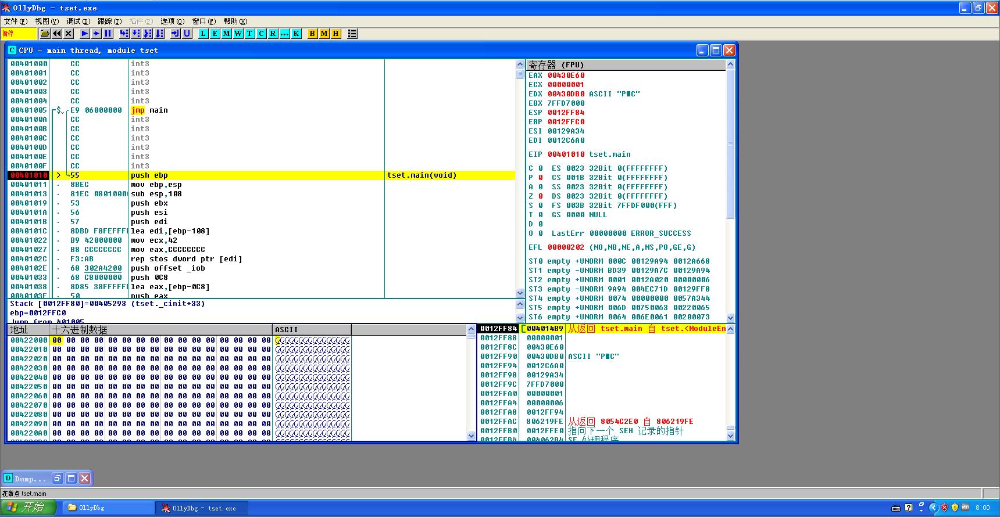 OllyDbg - tset.exe
文件(F) 视图(V) 调试(D) 跟踪(T) 插件(P) 选项(O) 窗口(W) 帮助(H)
暂停 L E M W T C R ... K B M H
C CPU - main thread, module tset
00401000 CC int3
00401001 CC int3
00401002 CC int3
00401003 CC int3
00401004 CC int3
00401005 $ E9 06000000 jmp main
0040100A CC int3
0040100B CC int3
0040100C CC int3
0040100D CC int3
0040100E CC int3
0040100F CC int3
00401010 > 55 push ebp tset.main(void)
00401011 . 8BEC mov ebp,esp
00401013 . 81EC 0801000 sub esp,108
00401019 . 53 push ebx
0040101A . 56 push esi
0040101B . 57 push edi
0040101C . 8DBD F8FEFFF lea edi,[ebp-108]
00401022 . B9 42000000 mov ecx,42
00401027 . B8 CCCCCCCC mov eax,CCCCCCCC
0040102C . F3:AB rep stos dword ptr [edi]
0040102E . 68 302A4200 push offset _iob
00401033 . 68 C8000000 push 0C8
00401038 . 8D85 38FFFFF lea eax,[ebp-0C8]
0040103E . 50 push eax
Stack [0012FF80]=00405293 (tset._cinit+33)
ebp=0012FFC0
Jump from 401005
寄存器 (FPU)
EAX 00430E60
ECX 00000001
EDX 00430DB0 ASCII "P■C"
EBX 7FFD7000
ESP 0012FF84
EBP 0012FFC0
ESI 00129A34
EDI 0012C6A0
EIP 00401010 tset.main
C 0 ES 0023 32Bit 0(FFFFFFFF)
P 0 CS 001B 32Bit 0(FFFFFFFF)
A 0 SS 0023 32Bit 0(FFFFFFFF)
Z 0 DS 0023 32Bit 0(FFFFFFFF)
S 0 FS 003B 32Bit 7FFDF000(FFF)
T 0 GS 0000 NULL
D 0
O 0 LastErr 00000000 ERROR_SUCCESS
EFL 00000202 (NO,NB,NE,A,NS,PO,GE,G)
ST0 empty +UNORM 000C 00129A94 0012A668
ST1 empty -UNORM BD39 00129A7C 00129A94
ST2 empty +UNORM 0001 0012A020 00000006
ST3 empty -UNORM 9A94 004EC71D 00129FF8
ST4 empty +UNORM 0074 00000000 0057A344
ST5 empty +UNORM 006D 00750063 00220065
ST6 empty +UNORM 0064 006E0061 00200073
地址 十六进制数据 ASCII
00422000 00 00 00 00 00 00 00 00 00 00 00 00 00 00 00 00
00422010 00 00 00 00 00 00 00 00 00 00 00 00 00 00 00 00
00422020 00 00 00 00 00 00 00 00 00 00 00 00 00 00 00 00
00422030 00 00 00 00 00 00 00 00 00 00 00 00 00 00 00 00
00422040 00 00 00 00 00 00 00 00 00 00 00 00 00 00 00 00
00422050 00 00 00 00 00 00 00 00 00 00 00 00 00 00 00 00
00422060 00 00 00 00 00 00 00 00 00 00 00 00 00 00 00 00
00422070 00 00 00 00 00 00 00 00 00 00 00 00 00 00 00 00
00422080 00 00 00 00 00 00 00 00 00 00 00 00 00 00 00 00
00422090 00 00 00 00 00 00 00 00 00 00 00 00 00 00 00 00
004220A0 00 00 00 00 00 00 00 00 00 00 00 00 00 00 00 00
0012FF84 004014B9 从返回 tset.main 自 tset.<ModuleEn
0012FF88 00000001
0012FF8C 00430E60
0012FF90 00430DB0 ASCII "P■C"
0012FF94 0012C6A0
0012FF98 00129A34
0012FF9C 7FFD7000
0012FFA0 00000001
0012FFA4 00000006
0012FFA8 0012FF94
0012FFAC 806219FE 从返回 8054C2E0 自 806219FE
0012FFB0 0012FFE0 指向下一个 SEH 记录的指针
0012FFB4 004062B4 SE 处理程序
D Dump...
在断点 tset.main
开始 OllyDbg OllyDbg - tset.exe 8:00